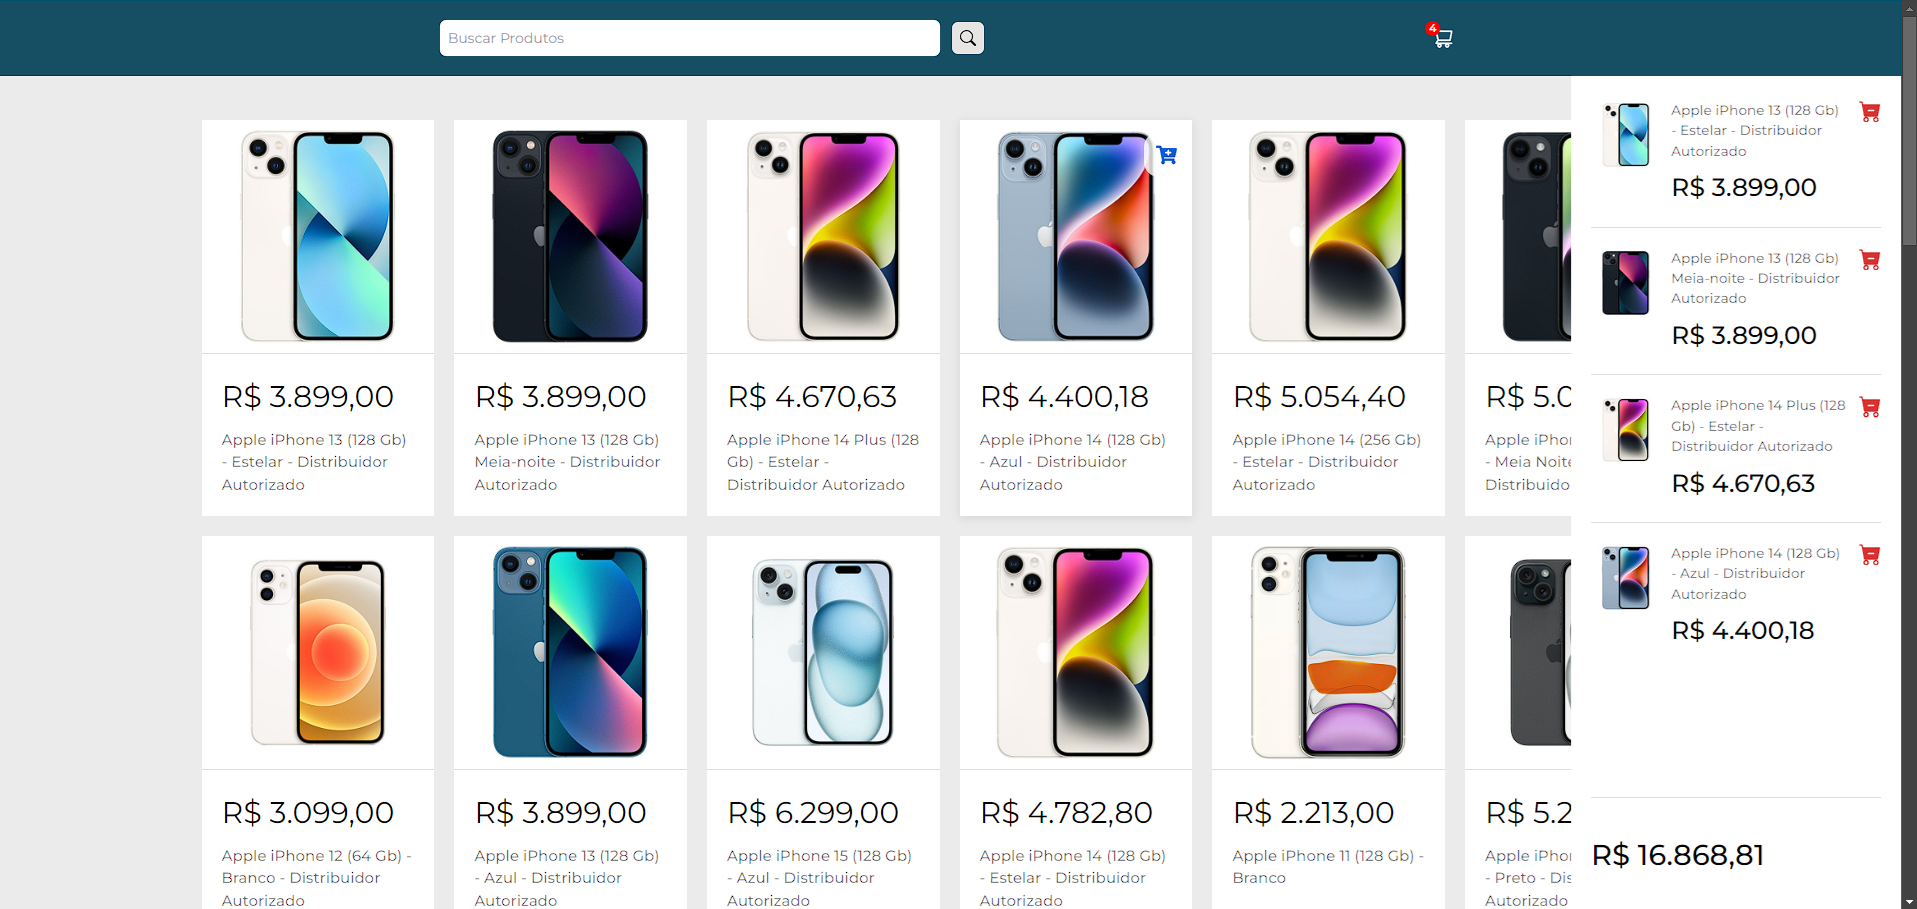 Buscar Produtos
4
R$ 3.899,00
Apple iPhone 13 (128 Gb)
- Estelar - Distribuidor
Autorizado
R$ 3.899,00
Apple iPhone 13 (128 Gb)
Meia-noite - Distribuidor
Autorizado
R$ 4.670,63
Apple iPhone 14 Plus (128
Gb) - Estelar -
Distribuidor Autorizado
R$ 4.400,18
Apple iPhone 14 (128 Gb)
- Azul - Distribuidor
Autorizado
R$ 5.054,40
Apple iPhone 14 (256 Gb)
- Estelar - Distribuidor
Autorizado
R$ 5.0
Apple iPho
- Meia Noite
Distribuido
R$ 3.099,00
Apple iPhone 12 (64 Gb) -
Branco - Distribuidor
Autorizado
R$ 3.899,00
Apple iPhone 13 (128 Gb)
- Azul - Distribuidor
Autorizado
R$ 6.299,00
Apple iPhone 15 (128 Gb)
- Azul - Distribuidor
Autorizado
R$ 4.782,80
Apple iPhone 14 (128 Gb)
- Estelar - Distribuidor
Autorizado
R$ 2.213,00
Apple iPhone 11 (128 Gb) -
Branco
R$ 5.2
Apple iPho
- Preto - Dis
Autorizado
Apple iPhone 13 (128 Gb)
- Estelar - Distribuidor
Autorizado
R$ 3.899,00
Apple iPhone 13 (128 Gb)
Meia-noite - Distribuidor
Autorizado
R$ 3.899,00
Apple iPhone 14 Plus (128
Gb) - Estelar -
Distribuidor Autorizado
R$ 4.670,63
Apple iPhone 14 (128 Gb)
- Azul - Distribuidor
Autorizado
R$ 4.400,18
R$ 16.868,81